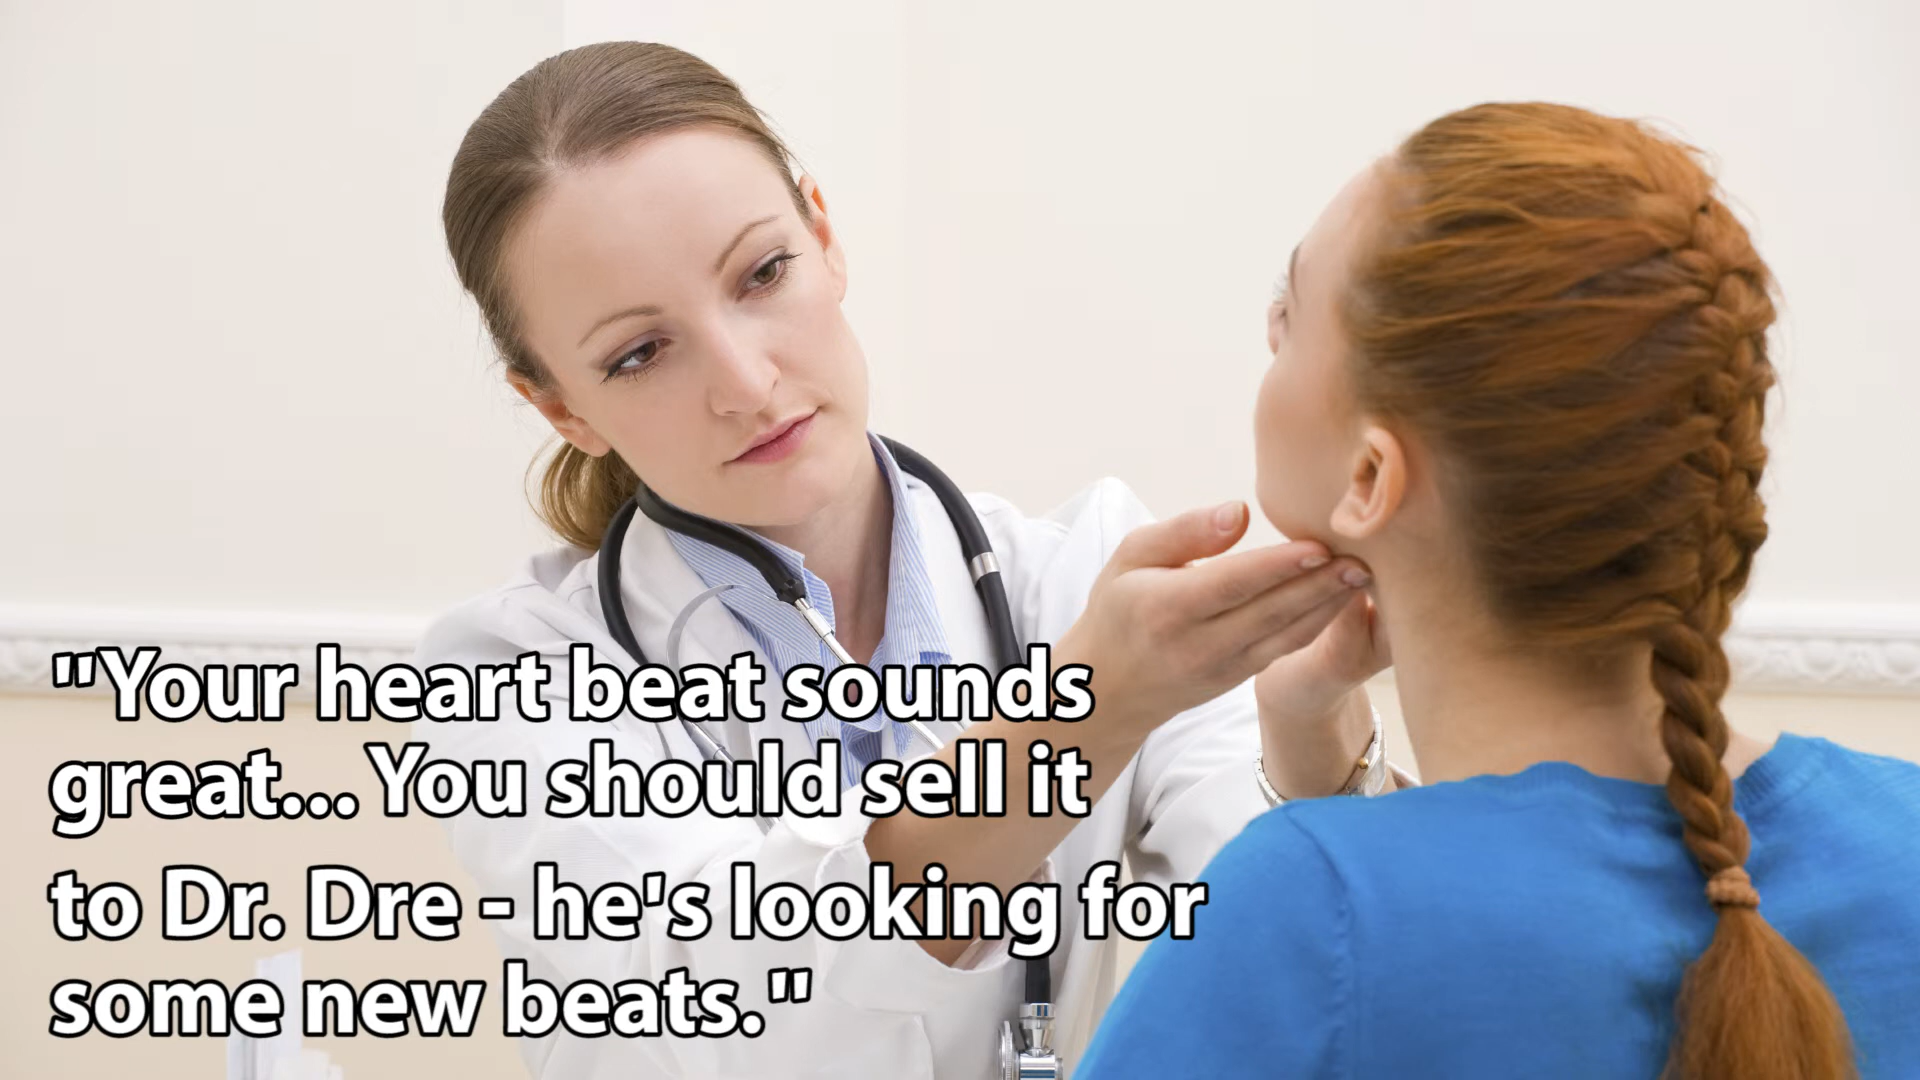 "Your heart beat sounds
great... You should sell it
to Dr. Dre - he's looking for
some new beats."